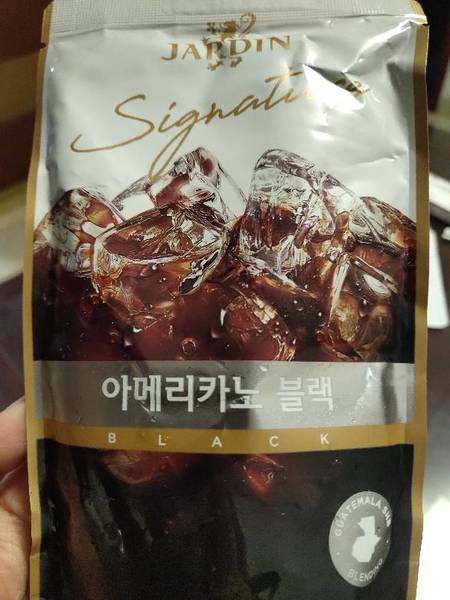 JARDIN
Signature
아메리카노 블랙
BLACK
GUATEMALA SHB
BLENDING